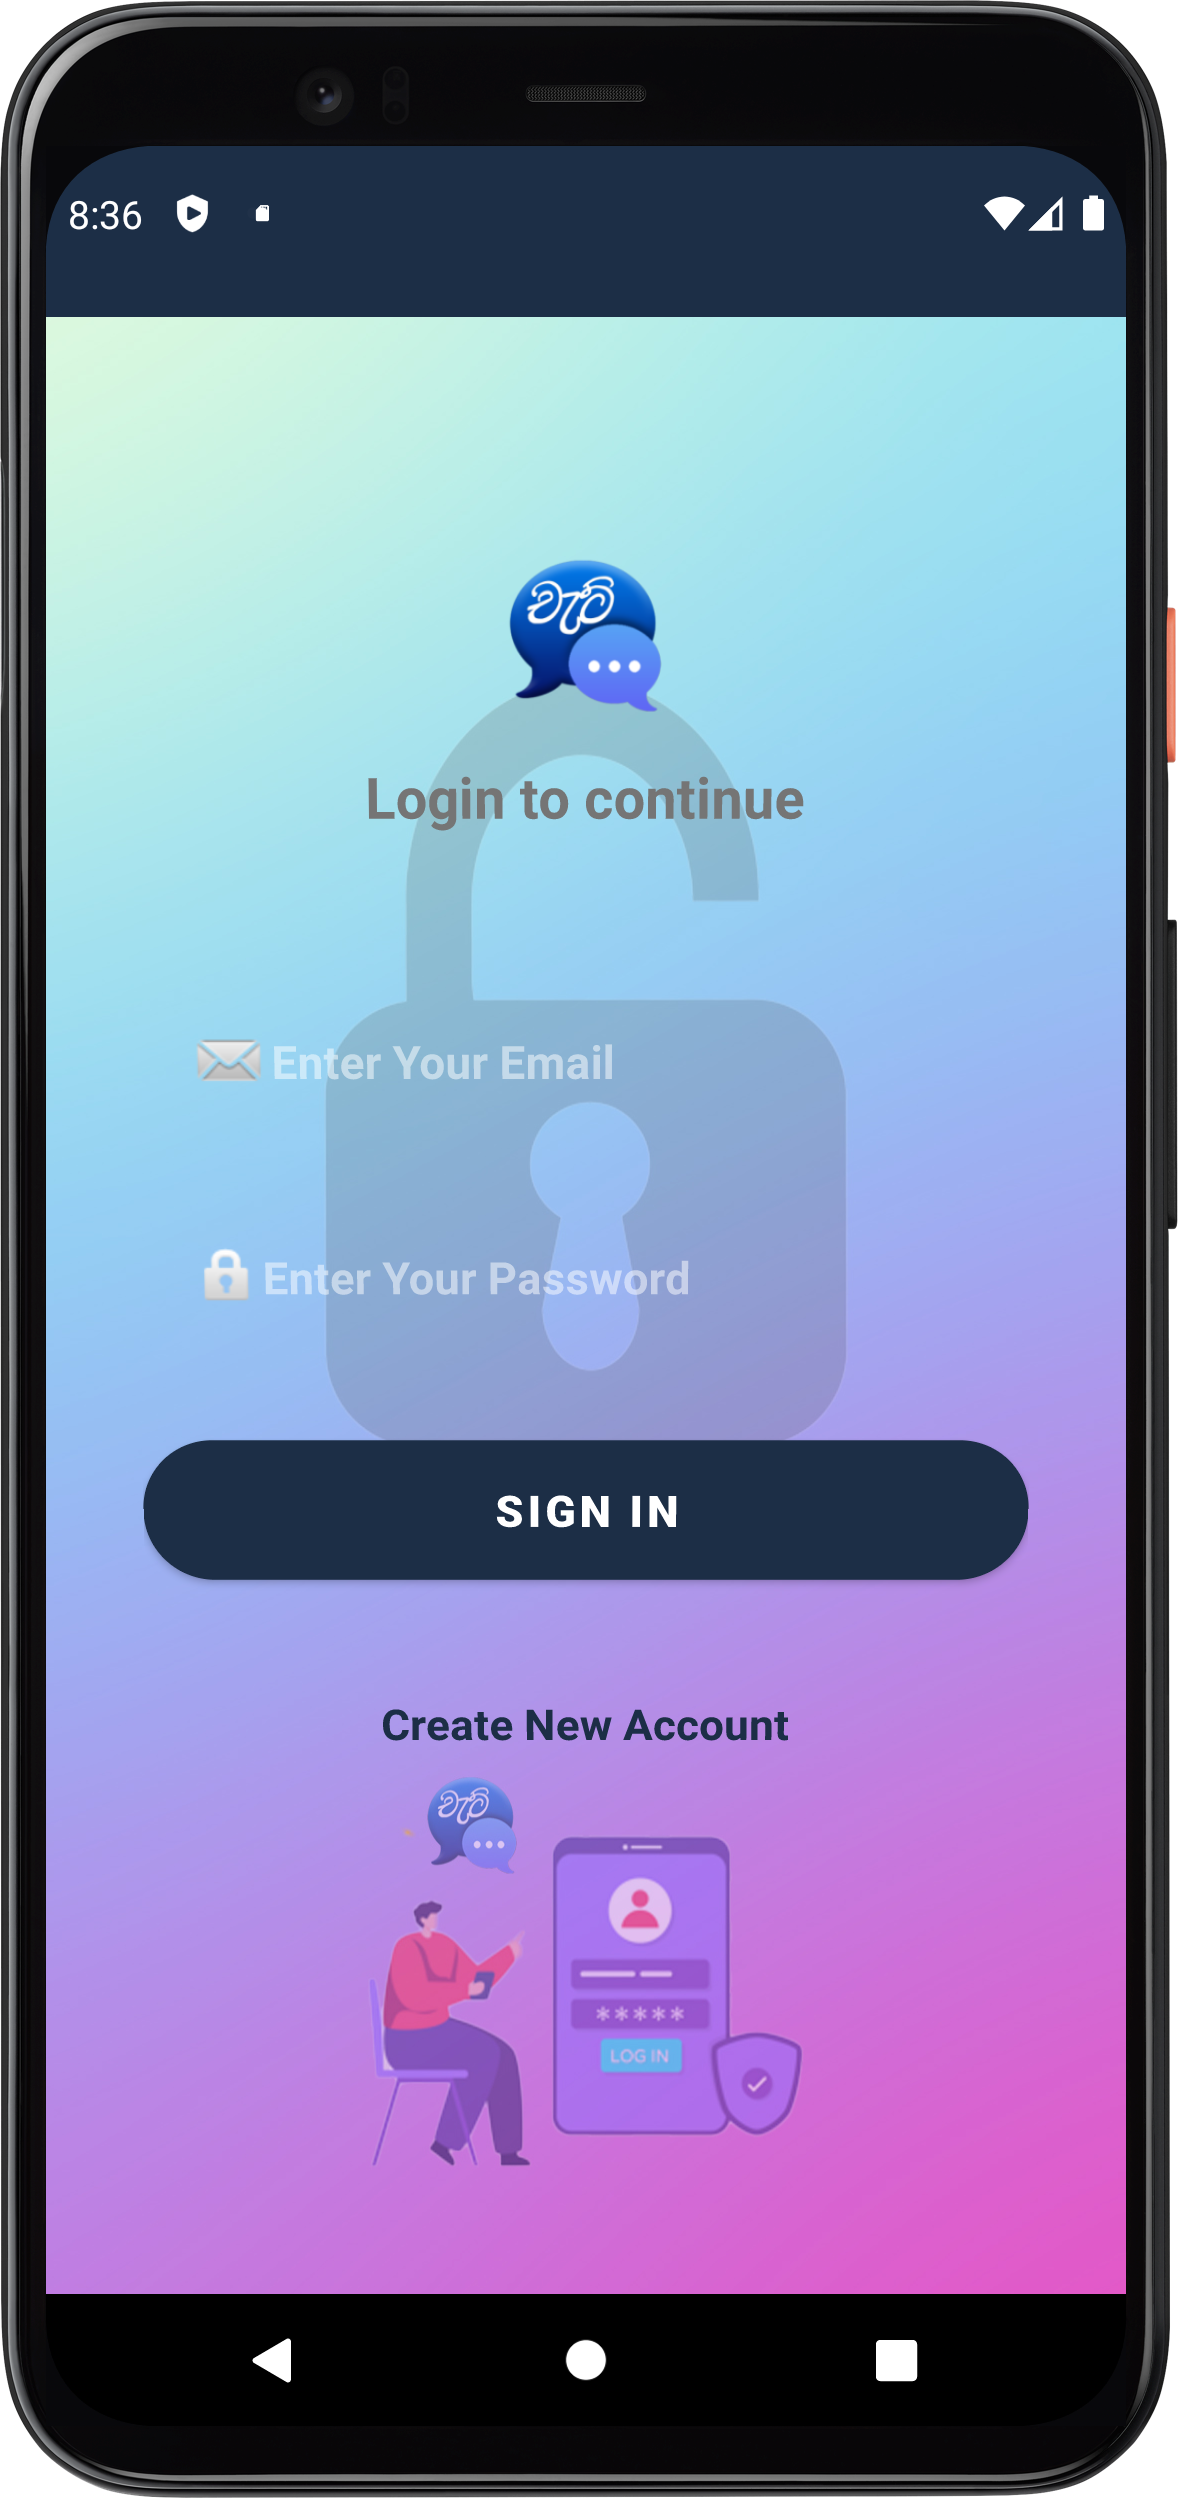 8:36
චැට්
Login to continue
Enter Your Email
Enter Your Password
SIGN IN
Create New Account
චැට්
*****
LOG IN